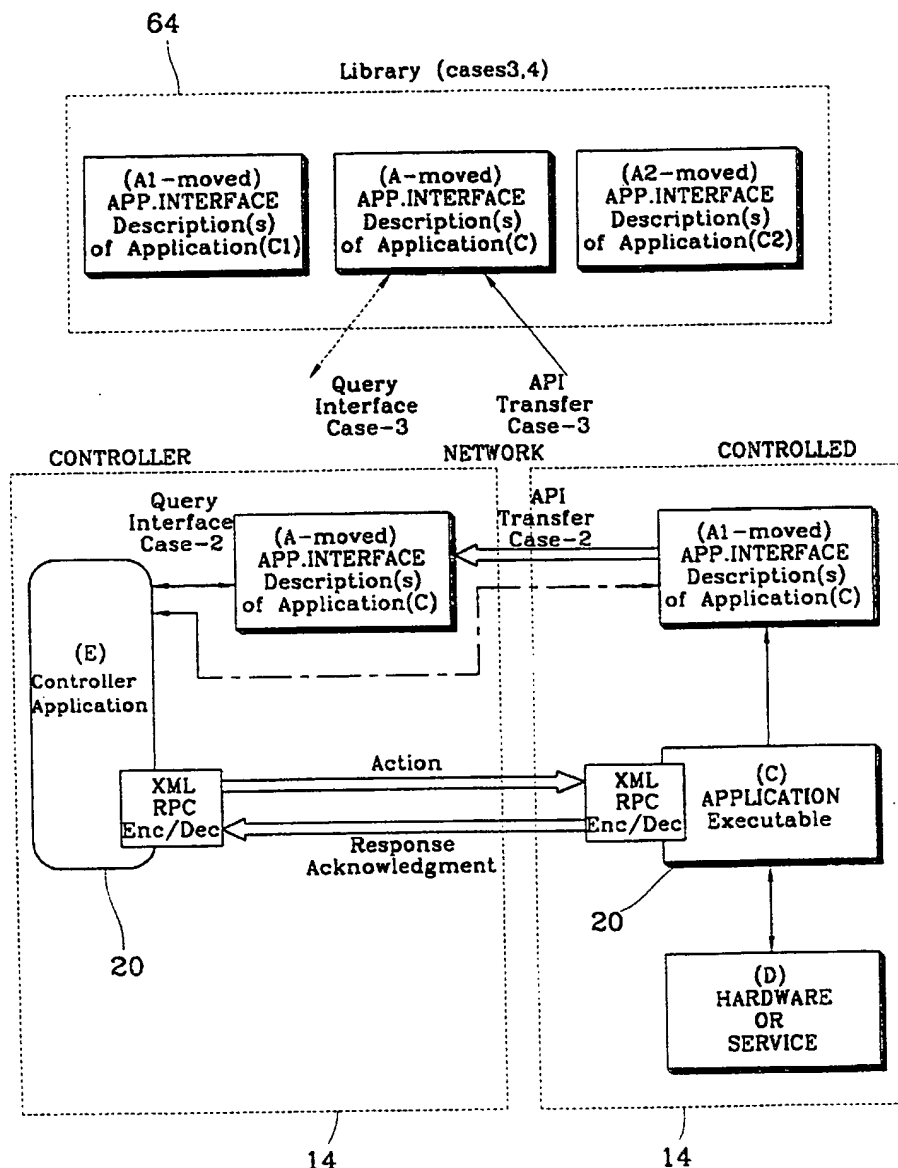 64
Library (cases3,4)
(A1-moved)
APP.INTERFACE
Description(s)
of Application(C1)
(A-moved)
APP.INTERFACE
Description(s)
of Application(C)
(A2-moved)
APP.INTERFACE
Description(s)
of Application(C2)
Query
Interface
Case-3
API
Transfer
Case-3
CONTROLLER
NETWORK
CONTROLLED
Query
Interface
Case-2
(A-moved)
APP.INTERFACE
Description(s)
of Application(C)
API
Transfer
Case-2
(A1-moved)
APP.INTERFACE
Description(s)
of Application(C)
(E)
Controller
Application
XML
RPC
Enc/Dec
Action
Response
Acknowledgment
XML
RPC
Enc/Dec
(C)
APPLICATION
Executable
20
20
(D)
HARDWARE
OR
SERVICE
14
14